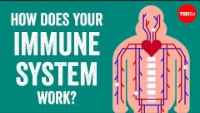 HOW DOES YOUR
IMMUNE
SYSTEM
WORK?
TED Ed